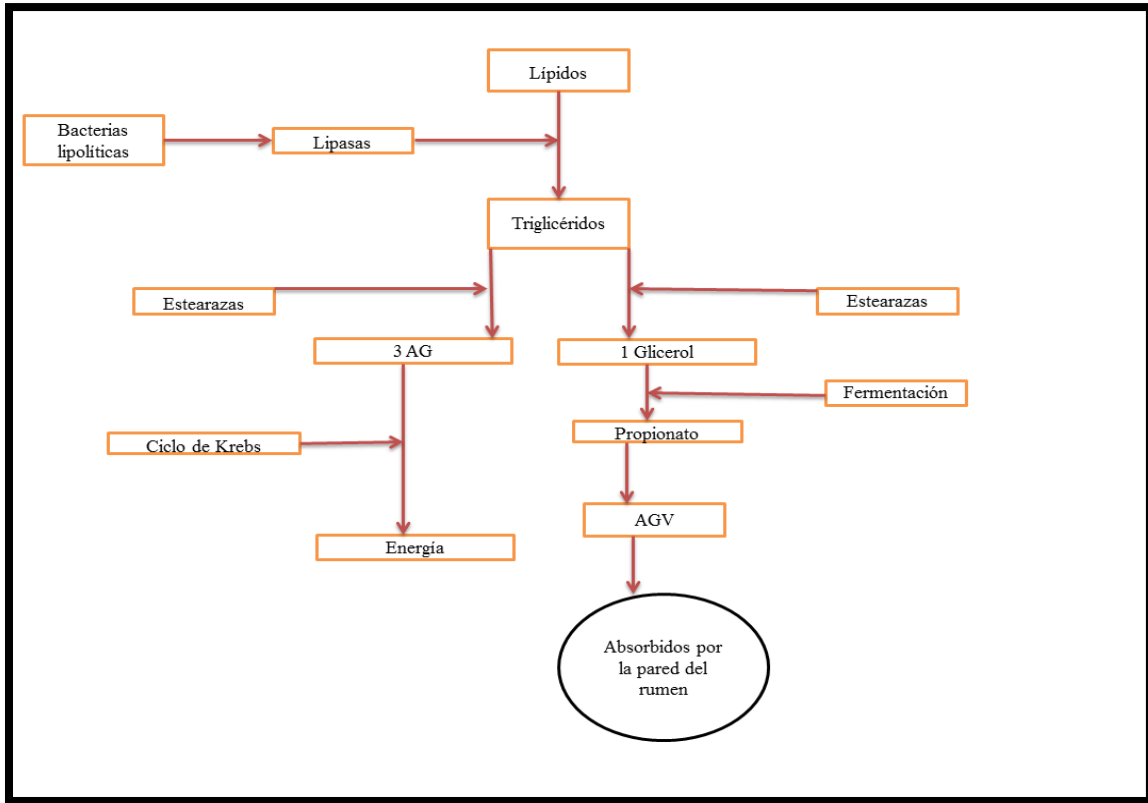 Lípidos
Bacterias
lipolíticas
Lipasas
Triglicéridos
Estearazas
Estearazas
3 AG
1 Glicerol
Fermentación
Ciclo de Krebs
Propionato
AGV
Energía
Absorbidos por
la pared del
rumen